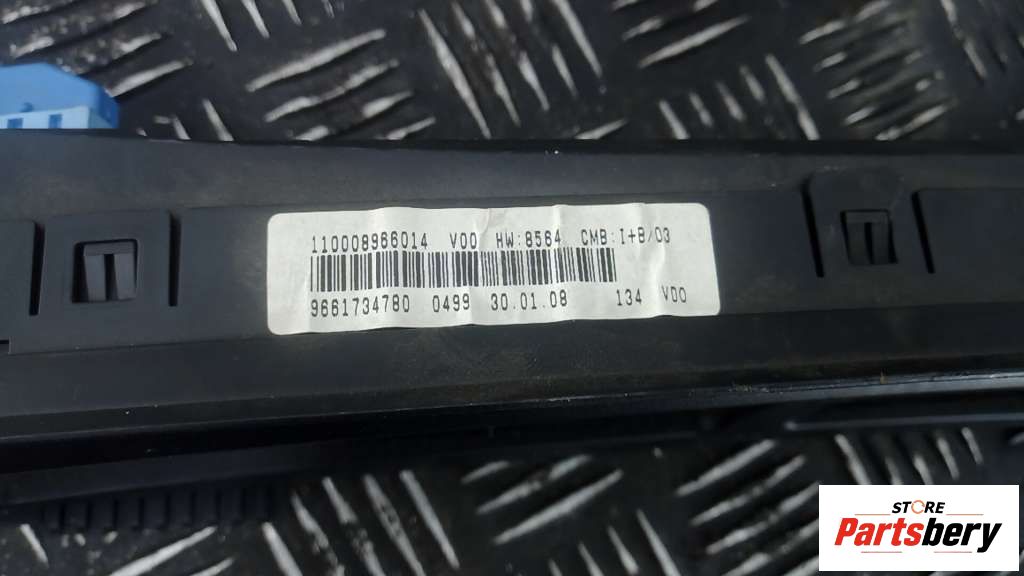 110008966014 V00 HW:8564 CMB:I+B/03
9661734780 0499 30.01.08 134 VDO
STORE
Partsbery